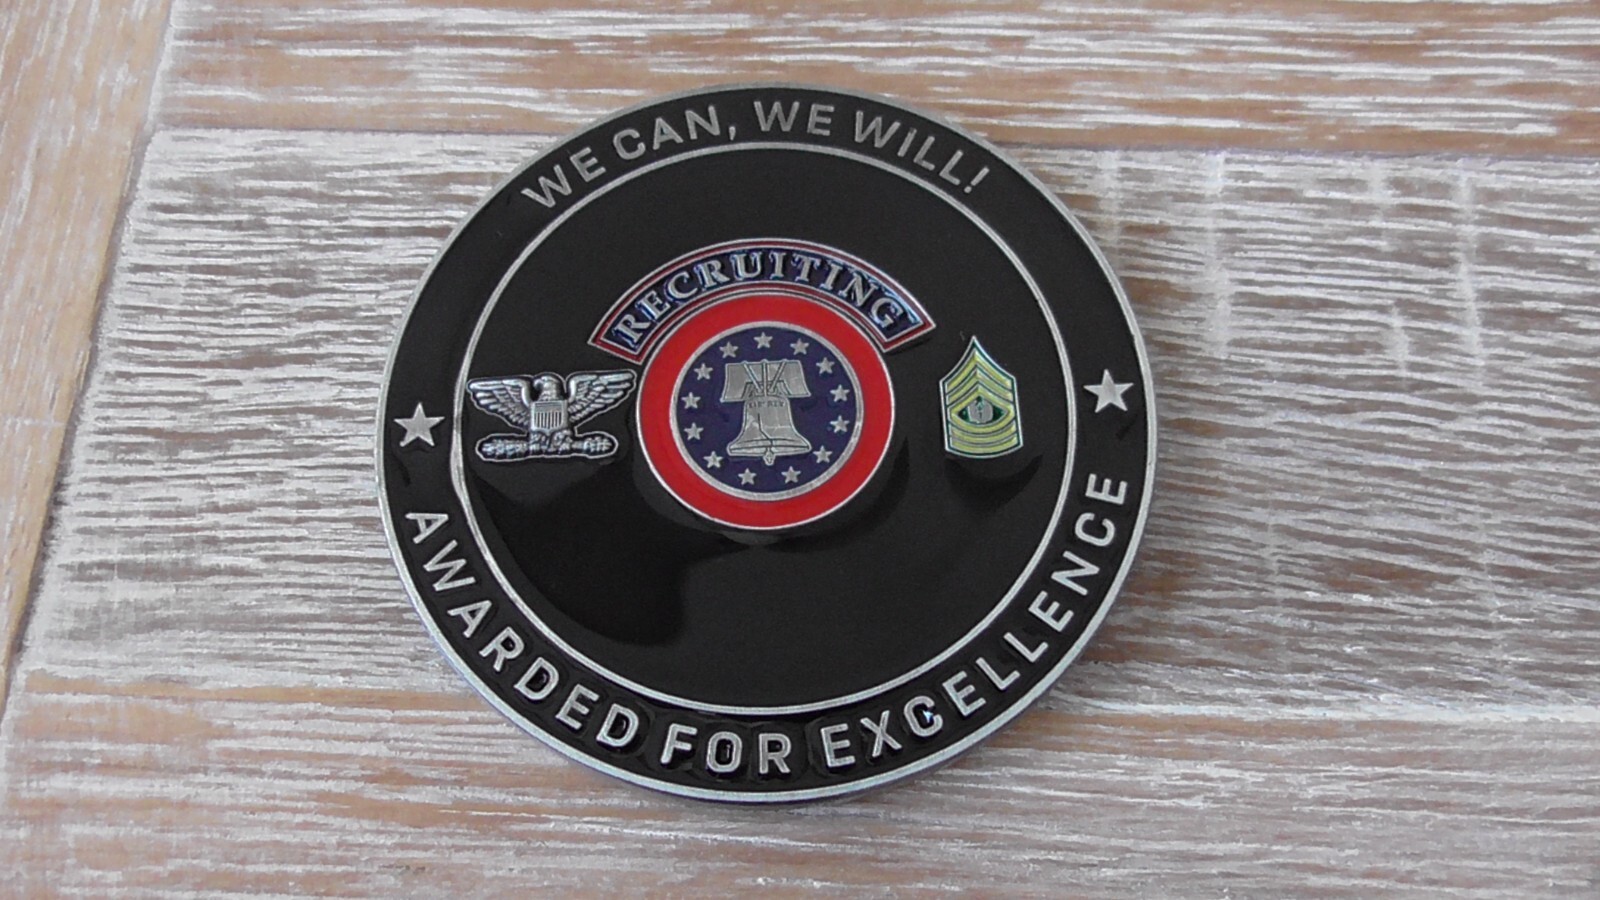 WE CAN, WE WiLL!
RECRUITING
AWARDED FOR EXCELLENCE